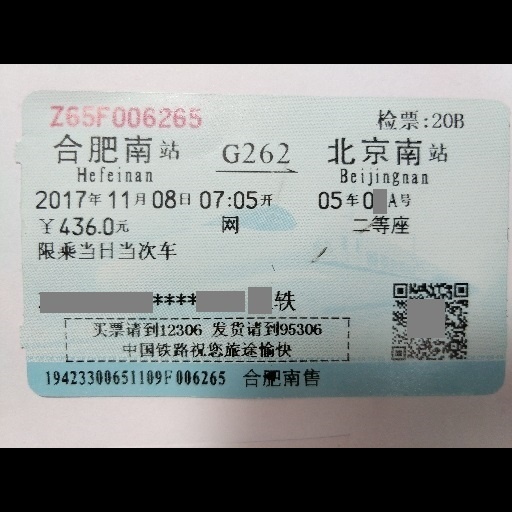 Z65F006265 检票:20B
合肥南站 G262 北京南站
Hefeinan Beijingnan
2017年11月08日07:05开 05车0 A号
￥436.0元 网 二等座
限乘当日当次车
**** 铁
买票请到12306 发货请到95306
中国铁路祝您旅途愉快
19423300651109F006265 合肥南售